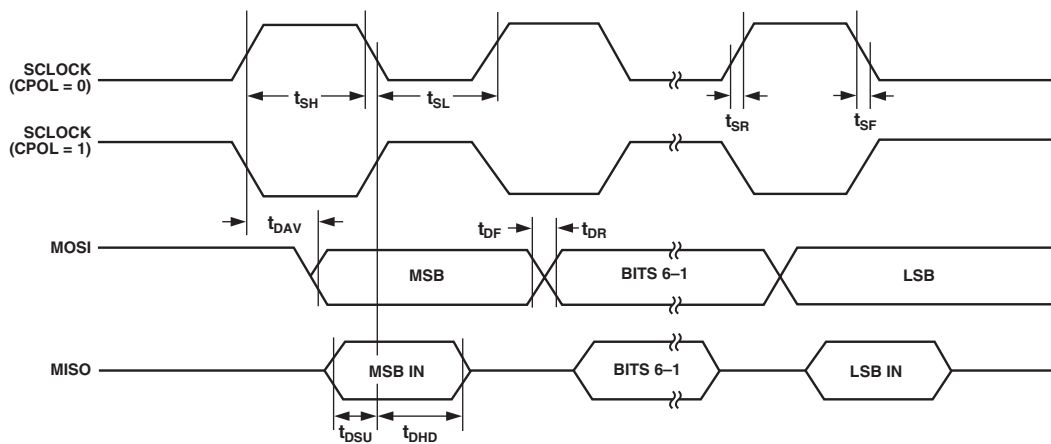 SCLOCK
(CPOL = 0)
tSH
tSL
tSR
tSF
SCLOCK
(CPOL = 1)
tDAV
tDF
tDR
MOSI
MSB
BITS 6–1
LSB
MISO
MSB IN
BITS 6–1
LSB IN
tDSU
tDHD